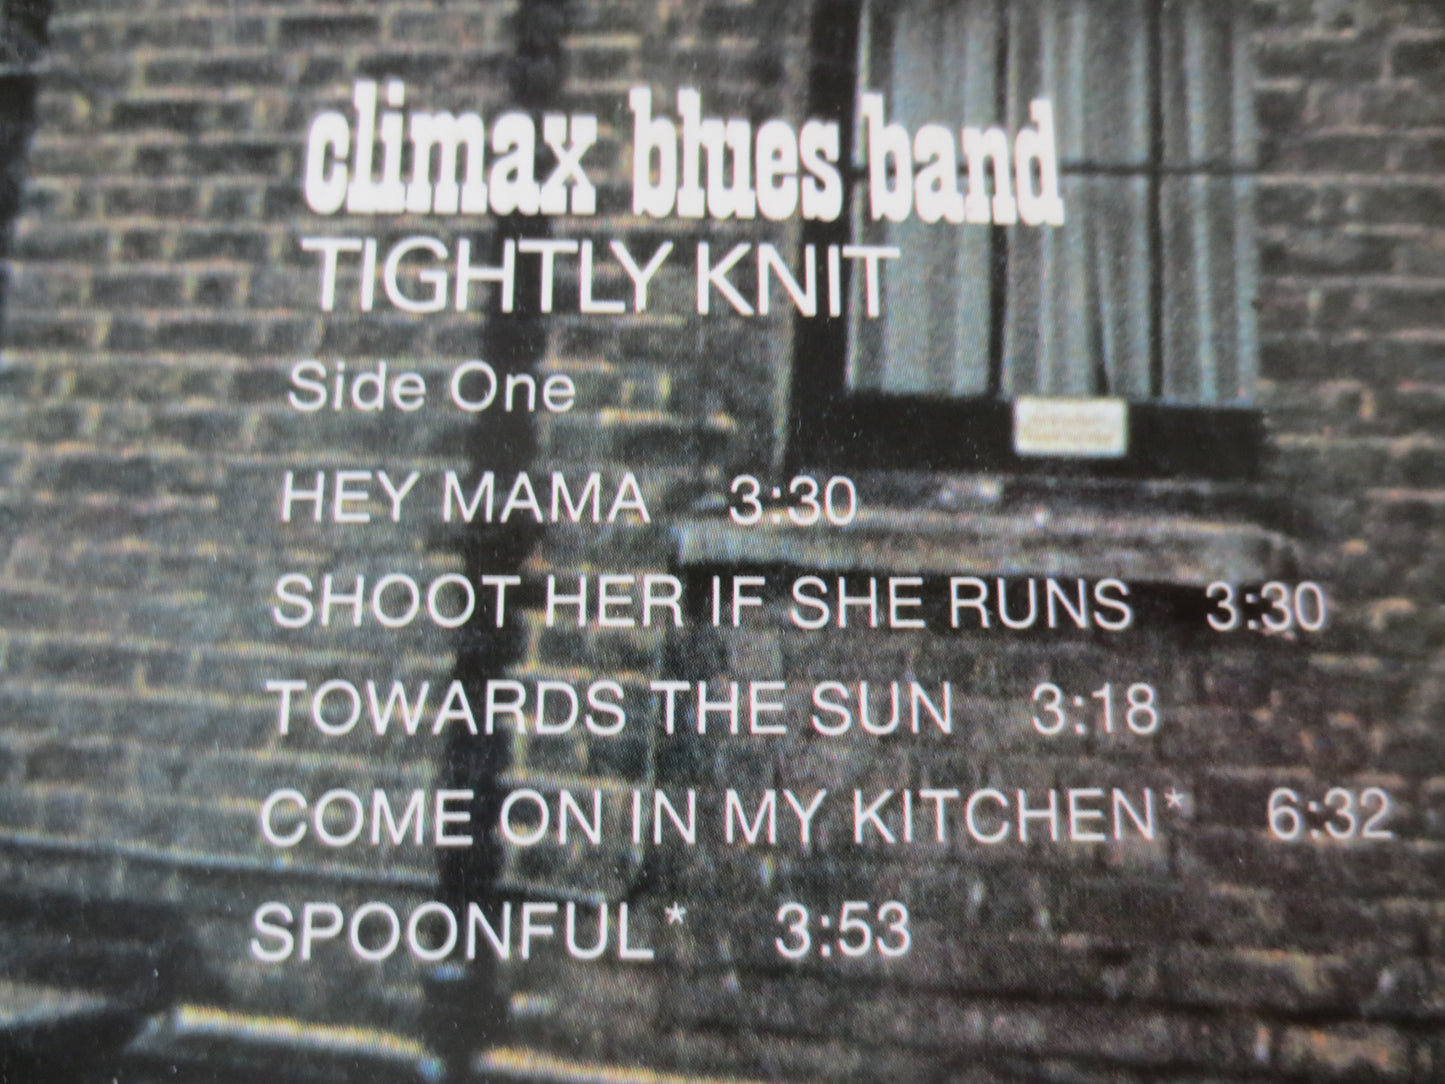 climax blues band
TIGHTLY KNIT
Side One
HEY MAMA 3:30
SHOOT HER IF SHE RUNS 3:30
TOWARDS THE SUN 3:18
COME ON IN MY KITCHEN* 6:32
SPOONFUL* 3:53